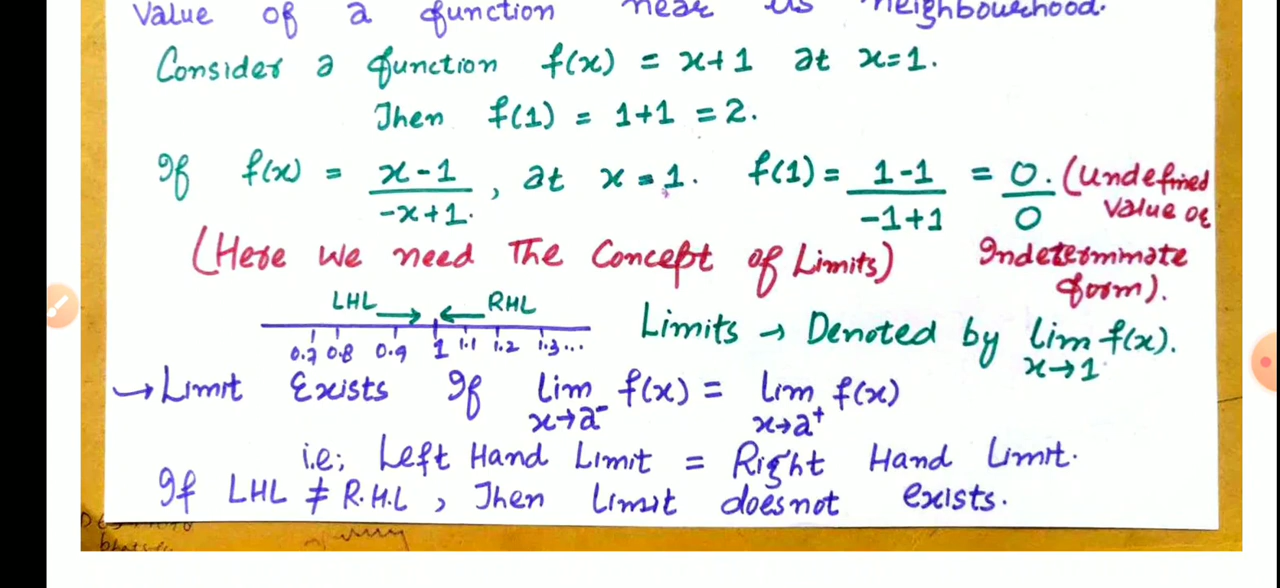 Value of a function near its neighbourhood.
Consider a function f(x) = x+1 at x=1.
Then f(1) = 1+1 = 2.
If f(x) = x-1 / -x+1. , at x=1. f(1) = 1-1 / -1+1 = 0/0. (Undefined value or
(Here We need The Concept of Limits) Indeterminate form).
LHL → ← RHL
0.7 0.8 0.9 1 1.1 1.2 1.3...
Limits → Denoted by lim x→1 f(x).
→ Limit Exists If lim x→a⁻ f(x) = lim x→a⁺ f(x)
i.e; Left Hand Limit = Right Hand Limit.
If LHL ≠ R.H.L , Then Limit doesnot exists.